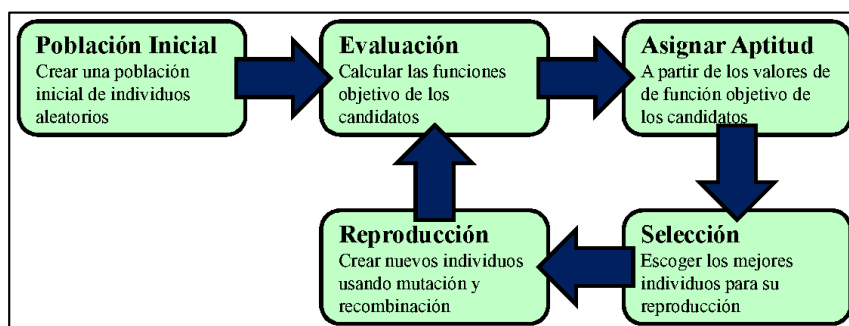 Población Inicial
Crear una población
inicial de individuos
aleatorios
Evaluación
Calcular las funciones
objetivo de los
candidatos
Asignar Aptitud
A partir de los valores de
de función objetivo de
los candidatos
Selección
Escoger los mejores
individuos para su
reproducción
Reproducción
Crear nuevos individuos
usando mutación y
recombinación